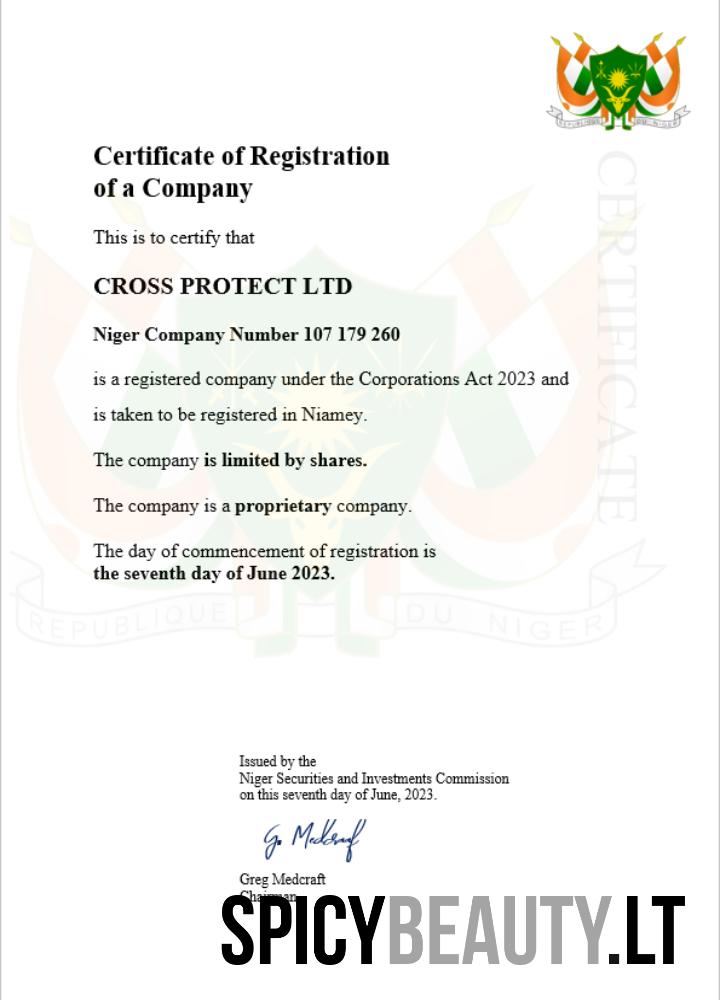 REPUBLIQUE DU NIGER
Certificate of Registration
of a Company
This is to certify that
CROSS PROTECT LTD
Niger Company Number 107 179 260
is a registered company under the Corporations Act 2023 and
is taken to be registered in Niamey.
The company is limited by shares.
The company is a proprietary company.
The day of commencement of registration is
the seventh day of June 2023.
CERTIFICATE
REPUBLIQUE DU NIGER
Issued by the
Niger Securities and Investments Commission
on this seventh day of June, 2023.
G. Medcraft
Greg Medcraft
Chairman
SPICYBEAUTY.LT